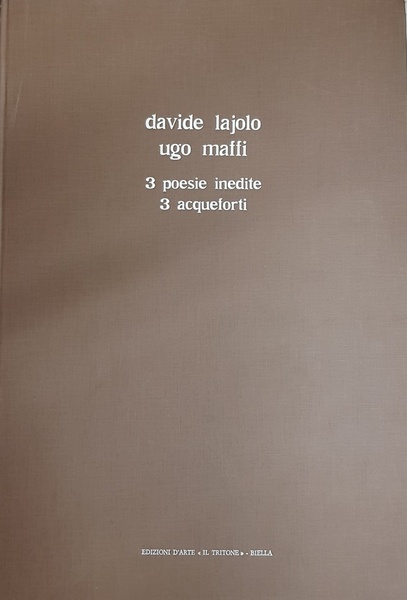 davide lajolo
ugo maffi
3 poesie inedite
3 acqueforti
EDIZIONI D'ARTE « IL TRITONE » - BIELLA